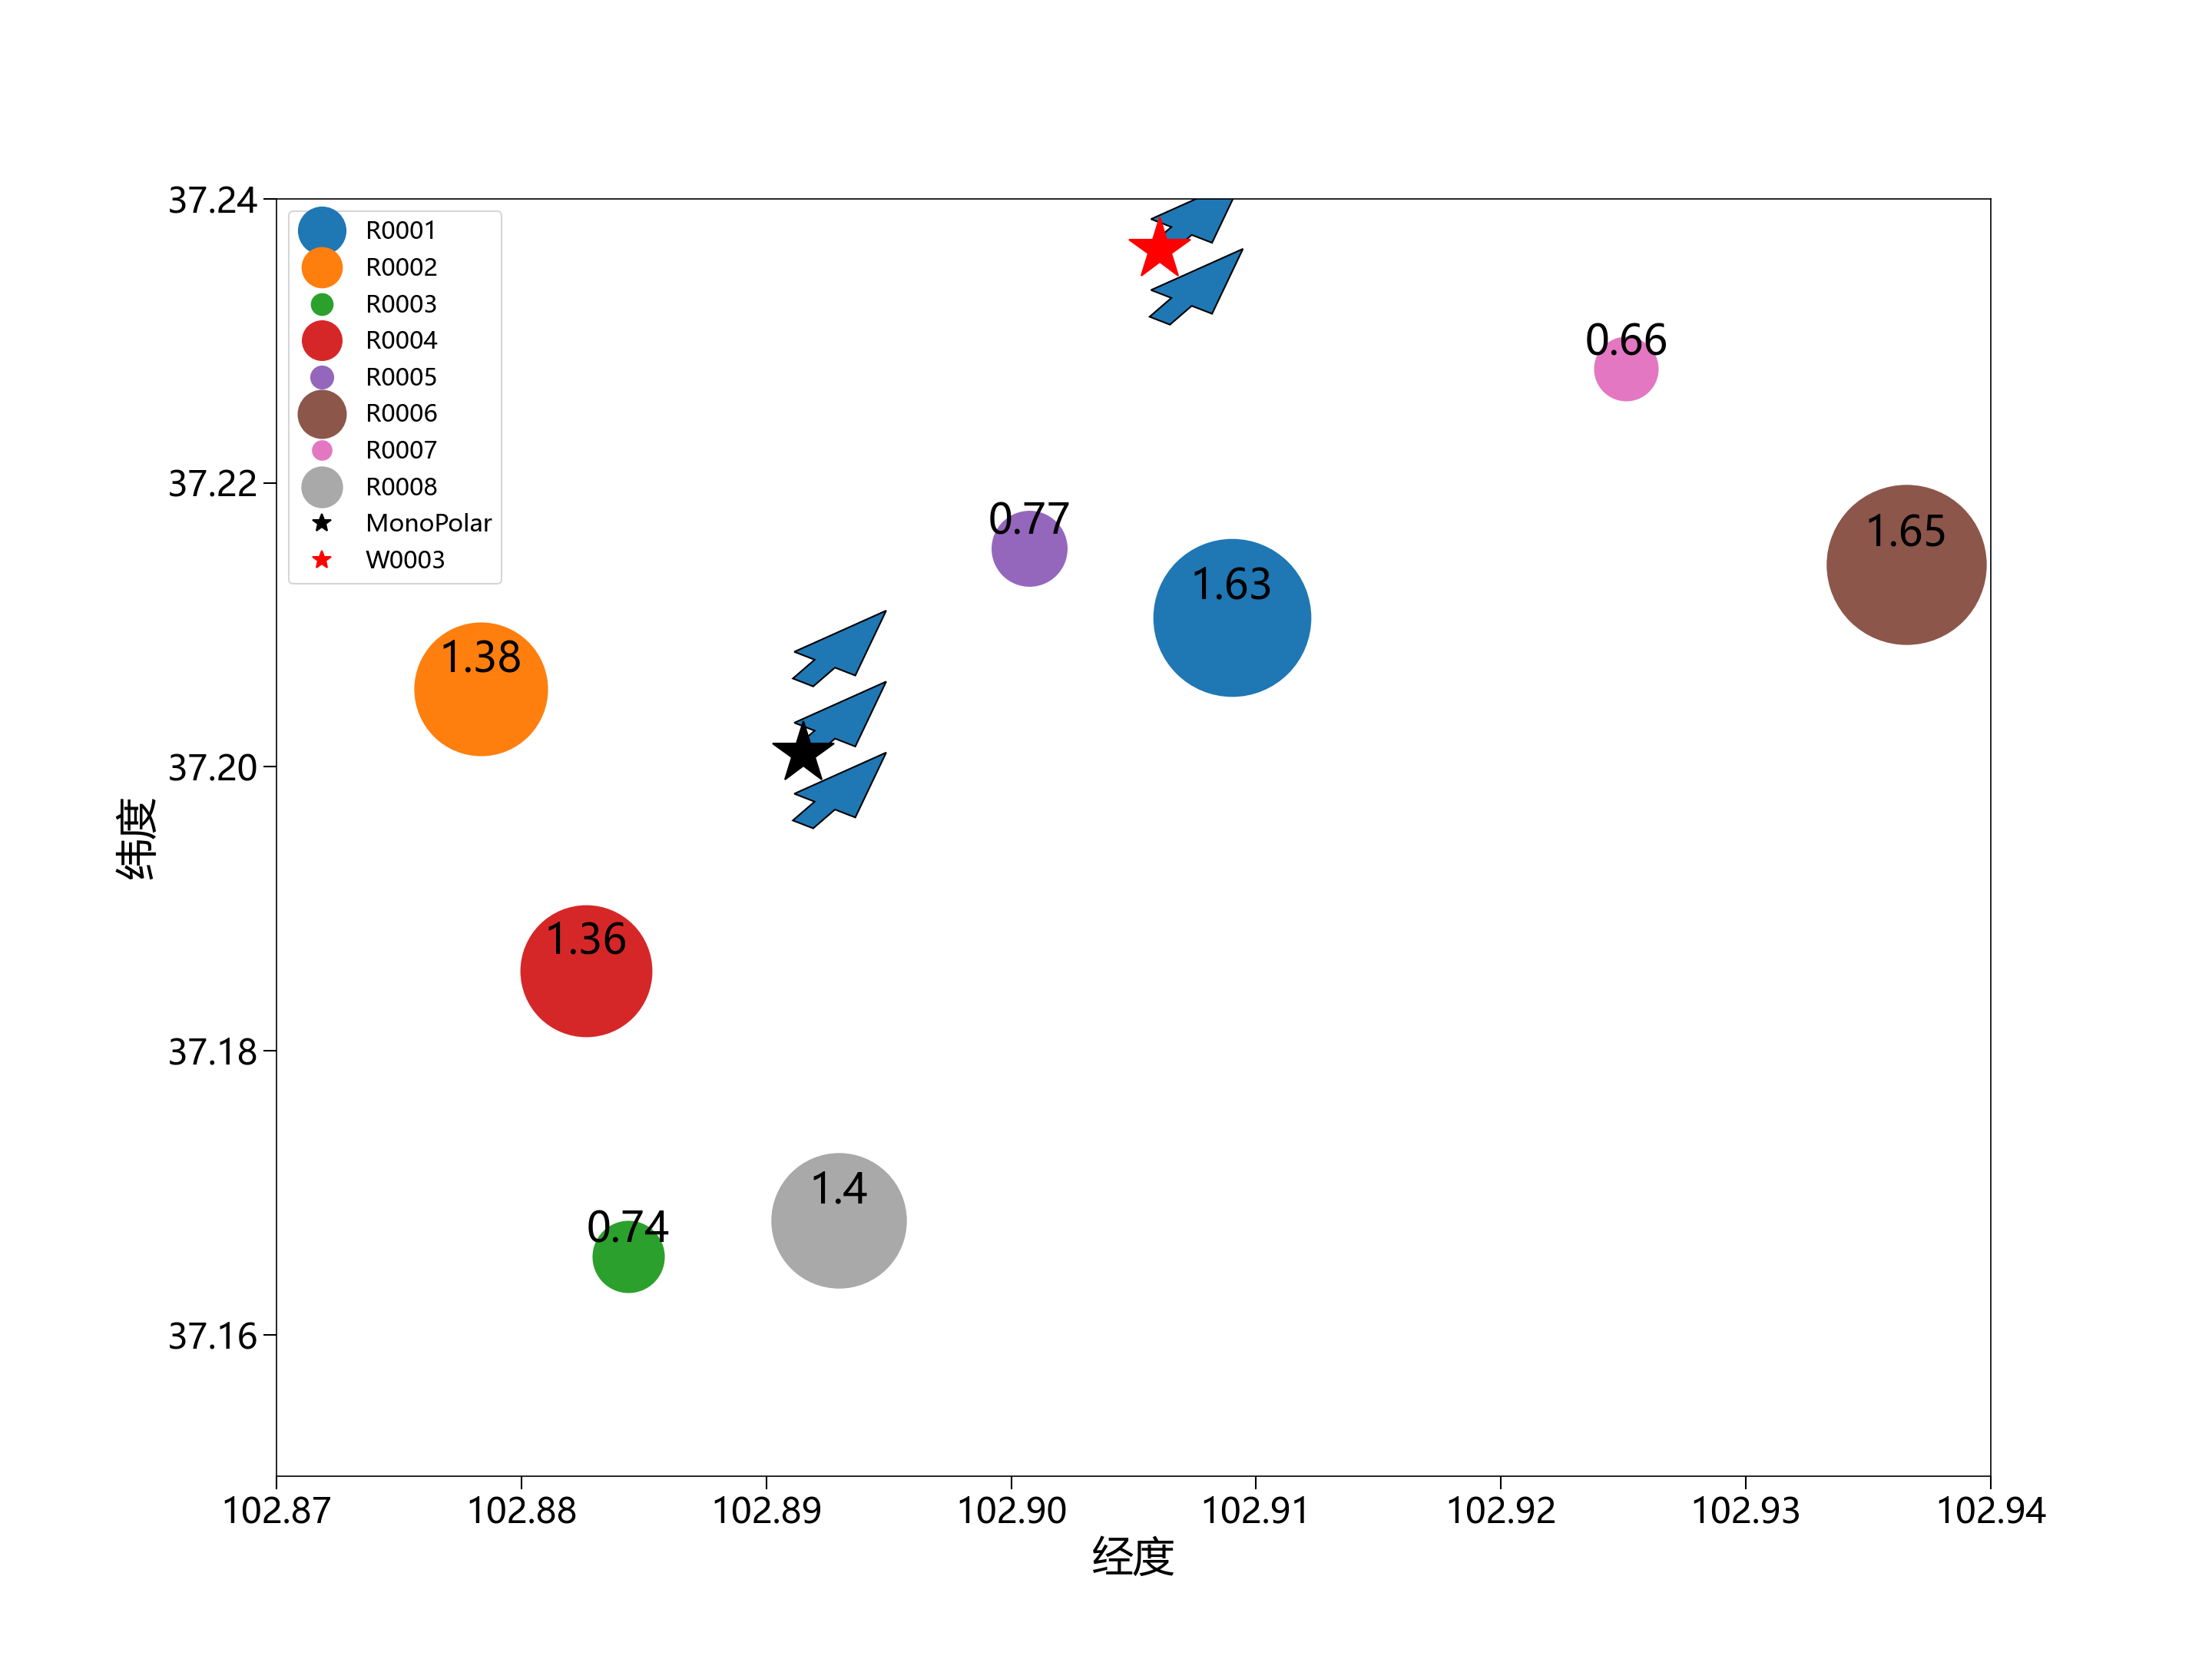 37.24
37.22
37.20
37.18
37.16
纬度
R0001
R0002
R0003
R0004
R0005
R0006
R0007
R0008
MonoPolar
W0003
0.66
0.77
1.65
1.63
1.38
1.36
1.4
0.74
102.87 102.88 102.89 102.90 102.91 102.92 102.93 102.94
经度